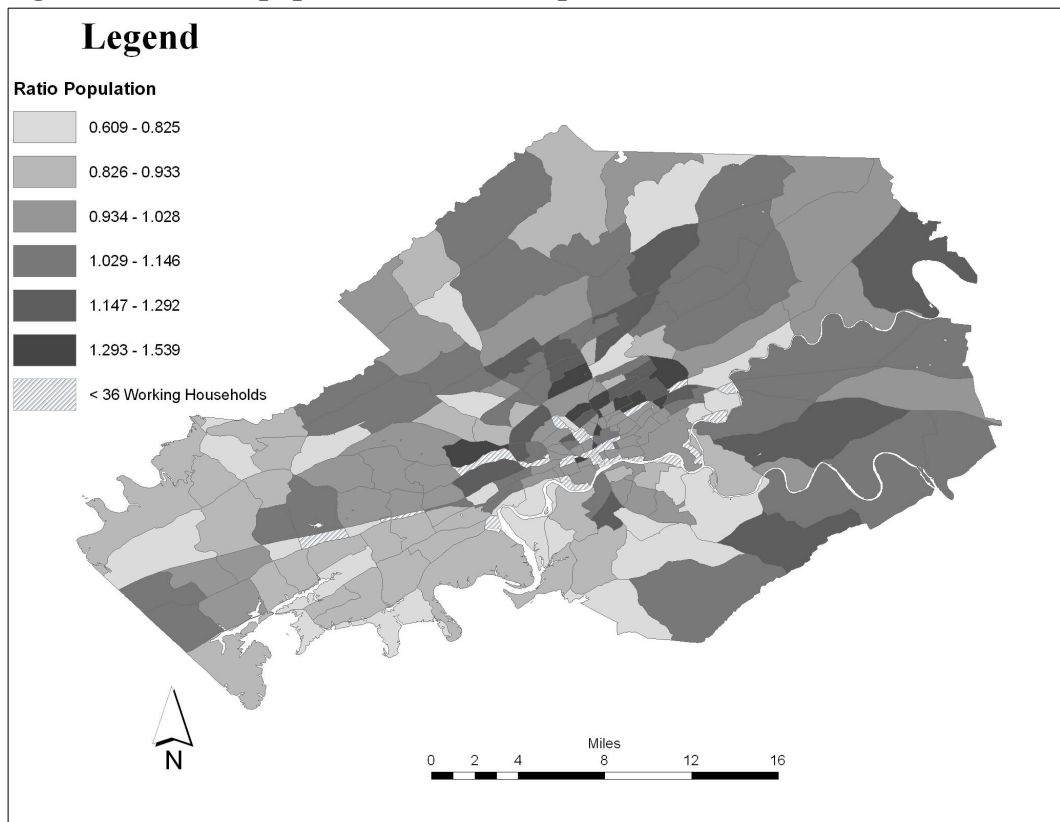 Legend
Ratio Population
0.609 - 0.825
0.826 - 0.933
0.934 - 1.028
1.029 - 1.146
1.147 - 1.292
1.293 - 1.539
< 36 Working Households
N
Miles
0 2 4 8 12 16